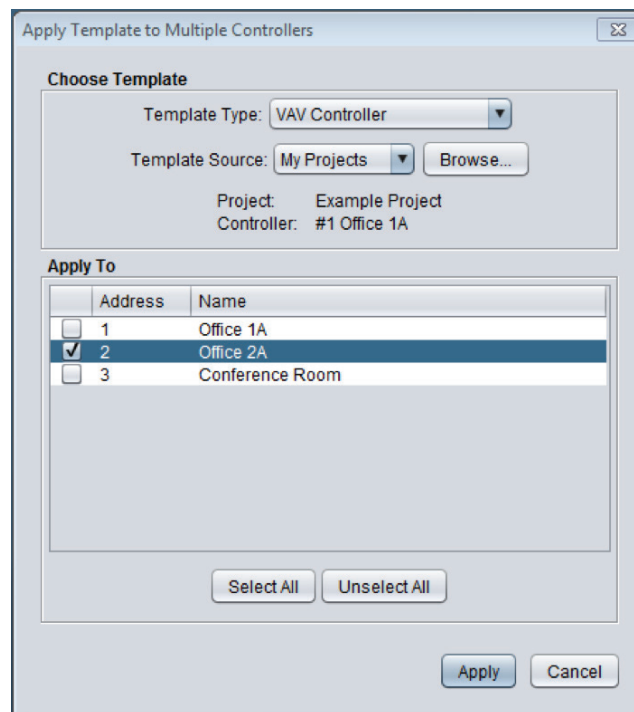 Apply Template to Multiple Controllers
Choose Template
Template Type: VAV Controller
Template Source: My Projects Browse...
Project: Example Project
Controller: #1 Office 1A
Apply To
Address Name
1 Office 1A
2 Office 2A
3 Conference Room
Select All Unselect All
Apply Cancel